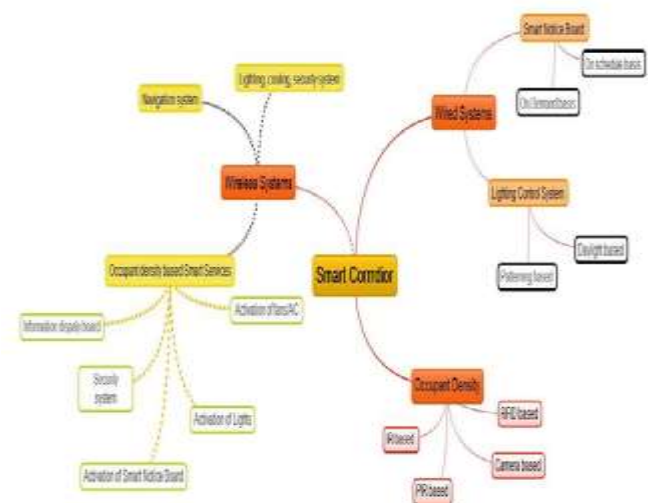 Smart Notice Board
On schedule basis
On Demand basis
Lighting, cooling, security system
Navigation system
Wired Systems
Wireless Systems
Lighting Control System
Daylight based
Patterning based
Occupant density based Smart Services
Smart Corrrdior
Activation of fans/AC
Information dispaly board
Security
system
Activation of Lights
Activation of Smart Notice Board
Occupant Density
RFID based
IR based
Camera based
PIR based